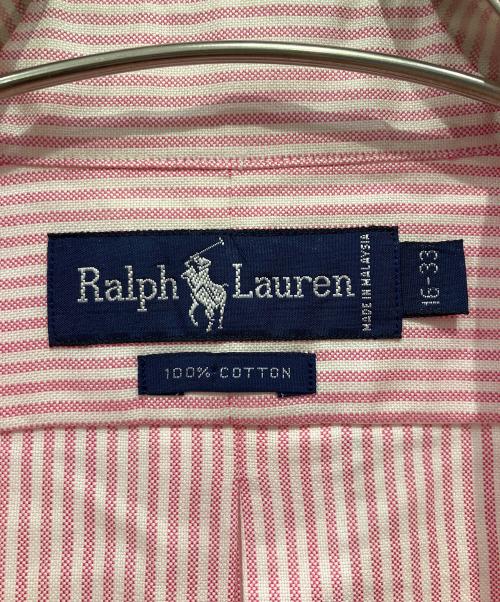 Ralph Lauren
MADE IN MALAYSIA
16-33
100% COTTON